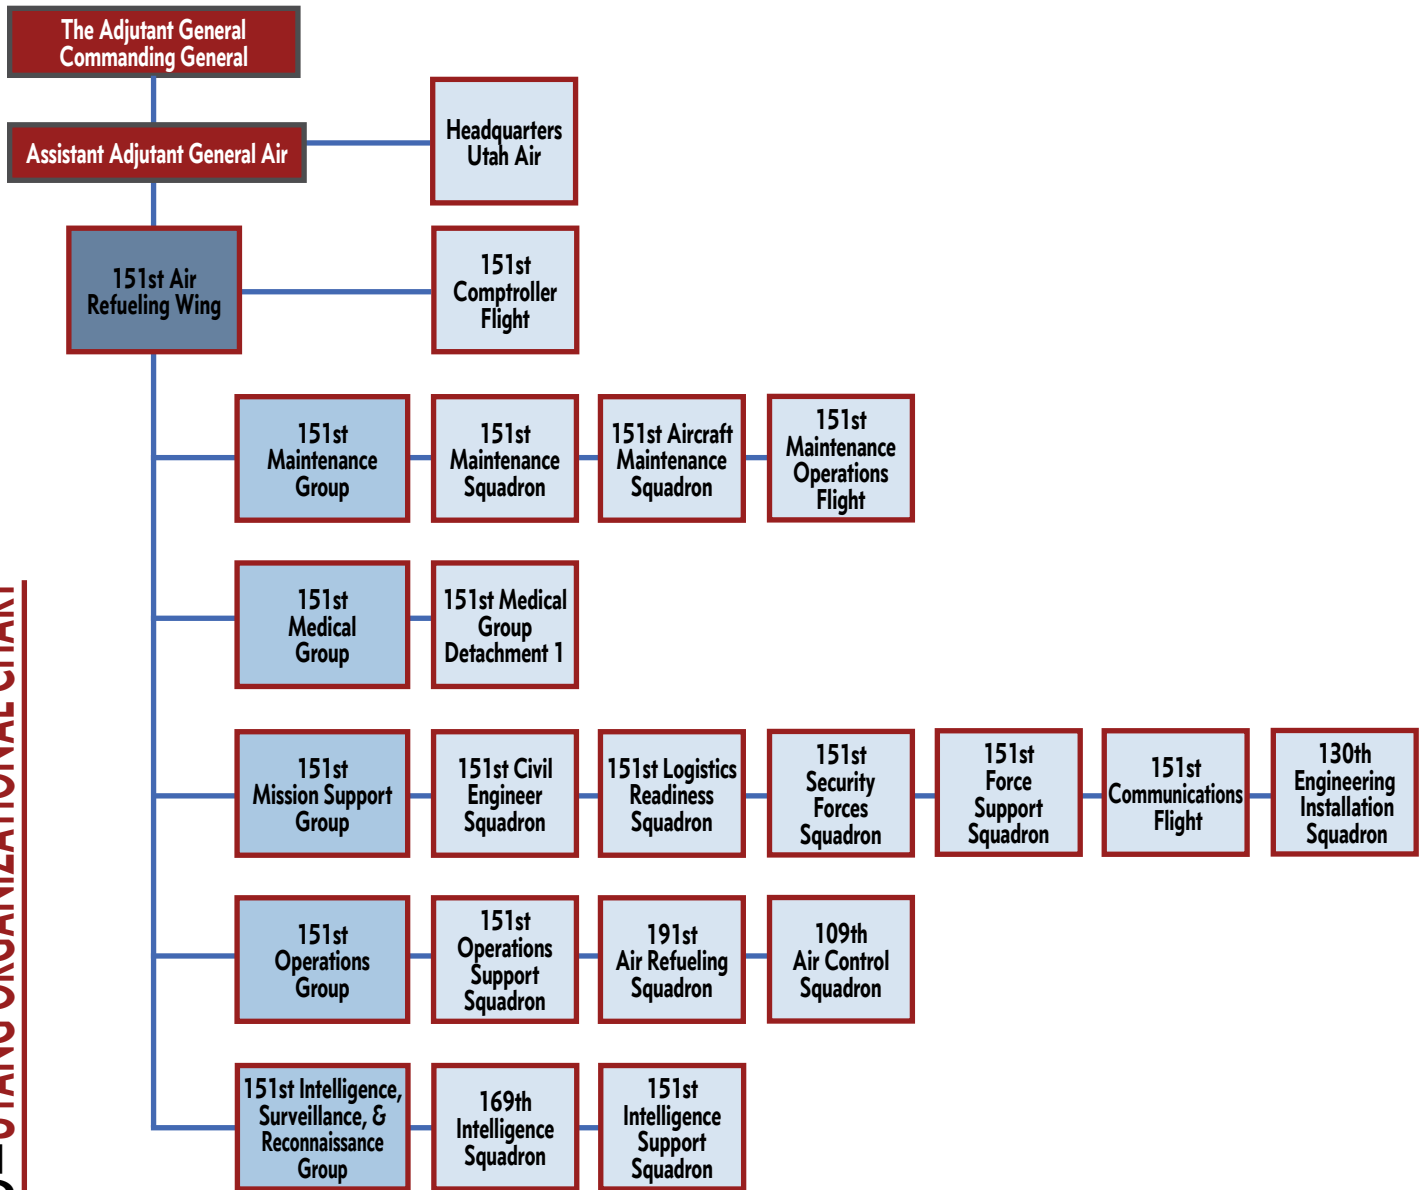 The Adjutant General
Commanding General
Assistant Adjutant General Air
Headquarters
Utah Air
151st Air
Refueling Wing
151st
Comptroller
Flight
151st
Maintenance
Group
151st
Maintenance
Squadron
151st Aircraft
Maintenance
Squadron
151st
Maintenance
Operations
Flight
151st
Medical
Group
151st Medical
Group
Detachment 1
151st
Mission Support
Group
151st Civil
Engineer
Squadron
151st Logistics
Readiness
Squadron
151st
Security
Forces
Squadron
151st
Force
Support
Squadron
151st
Communications
Flight
130th
Engineering
Installation
Squadron
151st
Operations
Group
151st
Operations
Support
Squadron
191st
Air Refueling
Squadron
109th
Air Control
Squadron
151st Intelligence,
Surveillance, &
Reconnaissance
Group
169th
Intelligence
Squadron
151st
Intelligence
Support
Squadron
UTANG ORGANIZATIONAL CHART